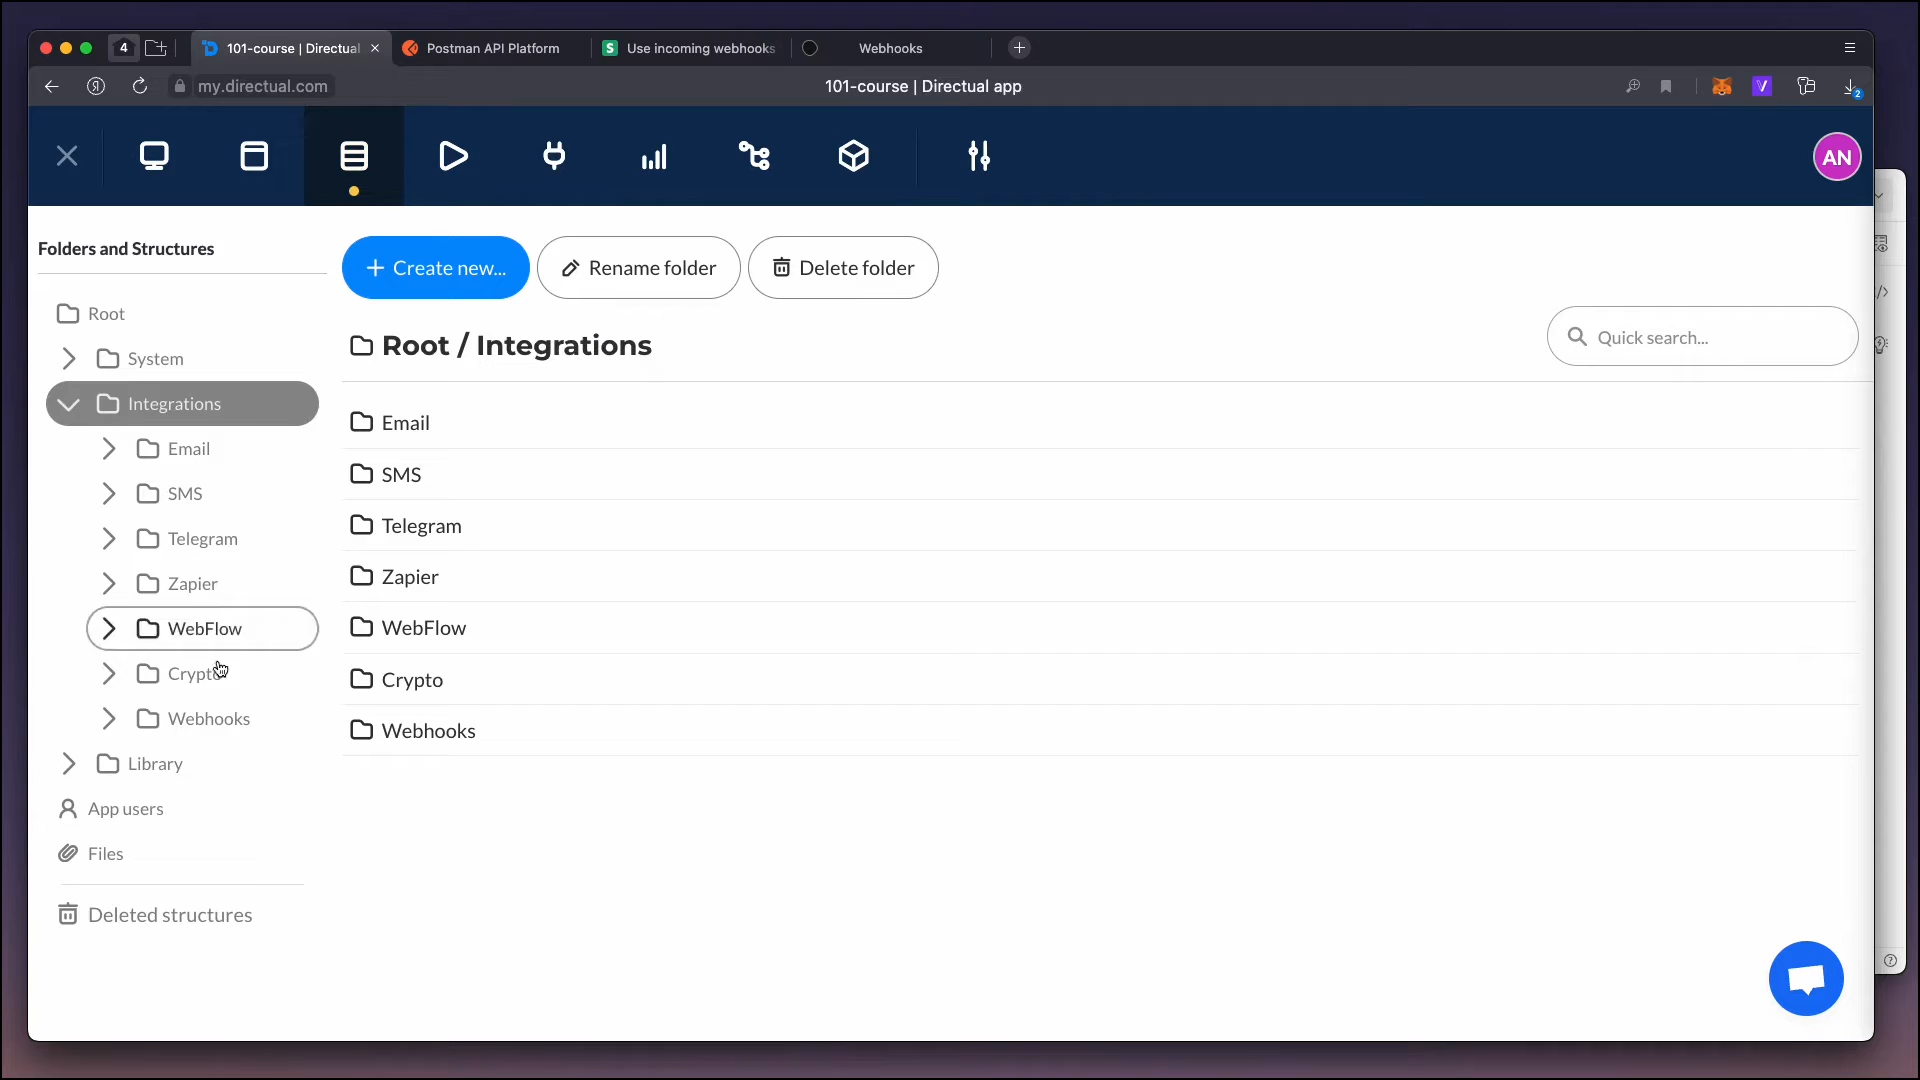 4
101-course | Directual
Postman API Platform
Use incoming webhooks
Webhooks
my.directual.com
101-course | Directual app
2
AN
Folders and Structures
Create new...
Rename folder
Delete folder
Root
Root / Integrations
Quick search...
System
Integrations
Email
SMS
Telegram
Zapier
WebFlow
Crypto
Webhooks
Library
App users
Files
Deleted structures
Email
SMS
Telegram
Zapier
WebFlow
Crypto
Webhooks